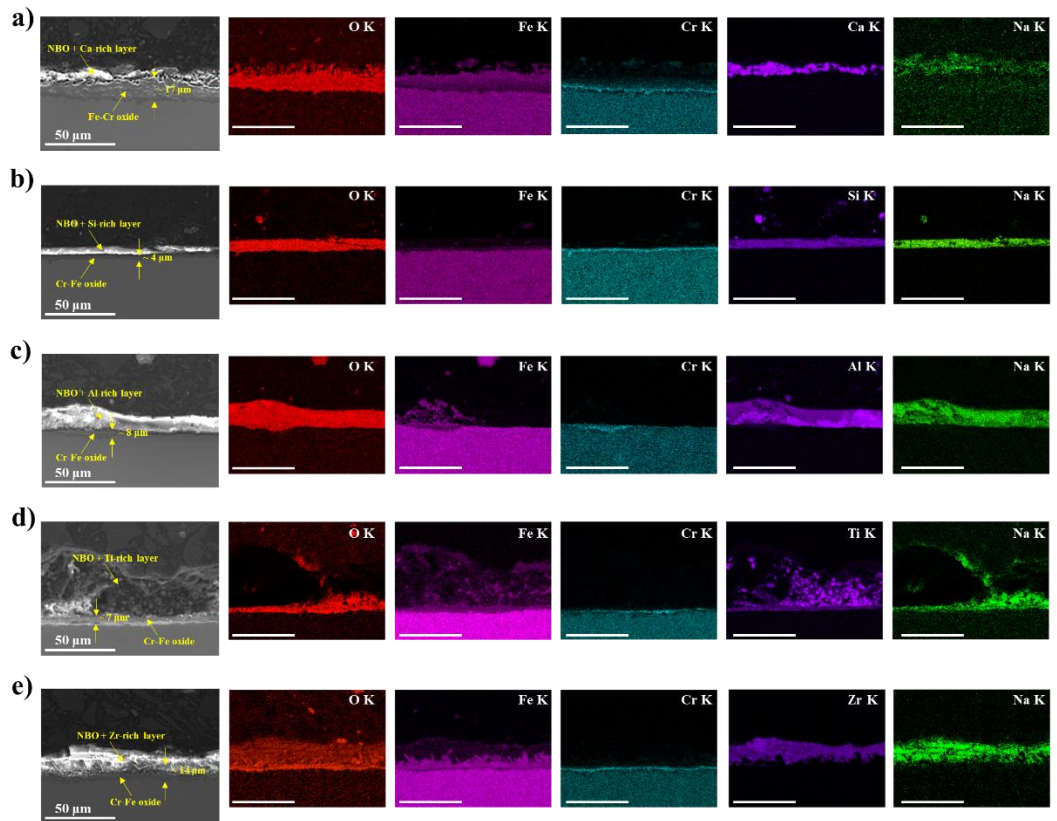 a)
O K
Fe K
Cr K
Ca K
Na K
NBO + Ca-rich layer
17 μm
Fe-Cr oxide
50 μm
b)
O K
Fe K
Cr K
Si K
Na K
NBO + Si-rich layer
~ 4 μm
Cr-Fe oxide
50 μm
c)
O K
Fe K
Cr K
Al K
Na K
NBO + Al-rich layer
8 μm
Cr-Fe oxide
50 μm
d)
O K
Fe K
Cr K
Ti K
Na K
NBO + Ti-rich layer
7 μm
Cr-Fe oxide
50 μm
e)
O K
Fe K
Cr K
Zr K
Na K
NBO + Zr-rich layer
~ 14 μm
Cr-Fe oxide
50 μm